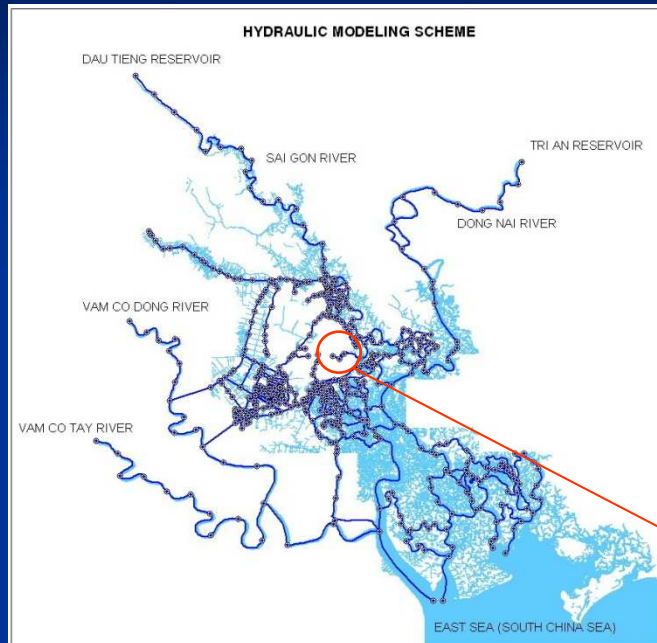 HYDRAULIC MODELING SCHEME
DAU TIENG RESERVOIR
SAI GON RIVER
TRI AN RESERVOIR
DONG NAI RIVER
VAM CO DONG RIVER
VAM CO TAY RIVER
EAST SEA (SOUTH CHINA SEA)